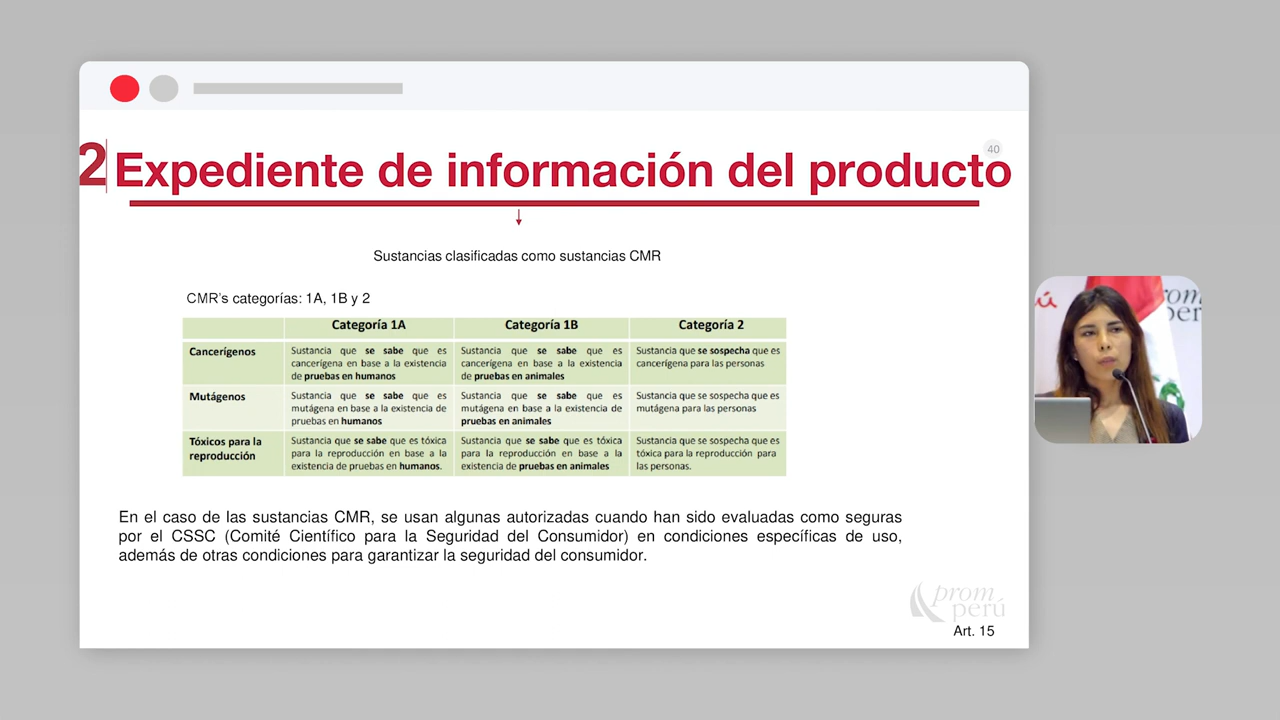 40
2 Expediente de información del producto
Sustancias clasificadas como sustancias CMR
CMR's categorías: 1A, 1B y 2
Categoría 1A
Categoría 1B
Categoría 2
Cancerígenos
Sustancia que se sabe que es
cancerígena en base a la existencia
de pruebas en humanos
Sustancia que se sabe que es
cancerígena en base a la existencia
de pruebas en animales
Sustancia que se sospecha que es
cancerígena para las personas
Mutágenos
Sustancia que se sabe que es
mutágena en base a la existencia de
pruebas en humanos
Sustancia que se sabe que es
mutágena en base a la existencia de
pruebas en animales
Sustancia que se sospecha que es
mutágena para las personas
Tóxicos para la
reproducción
Sustancia que se sabe que es tóxica
para la reproducción en base a la
existencia de pruebas en humanos.
Sustancia que se sabe que es tóxica
para la reproducción en base a la
existencia de pruebas en animales
Sustancia que se sospecha que es
tóxica para la reproducción para
las personas.
En el caso de las sustancias CMR, se usan algunas autorizadas cuando han sido evaluadas como seguras
por el CSSC (Comité Científico para la Seguridad del Consumidor) en condiciones específicas de uso,
además de otras condiciones para garantizar la seguridad del consumidor.
prom
perú
Art. 15
ú
rom
per